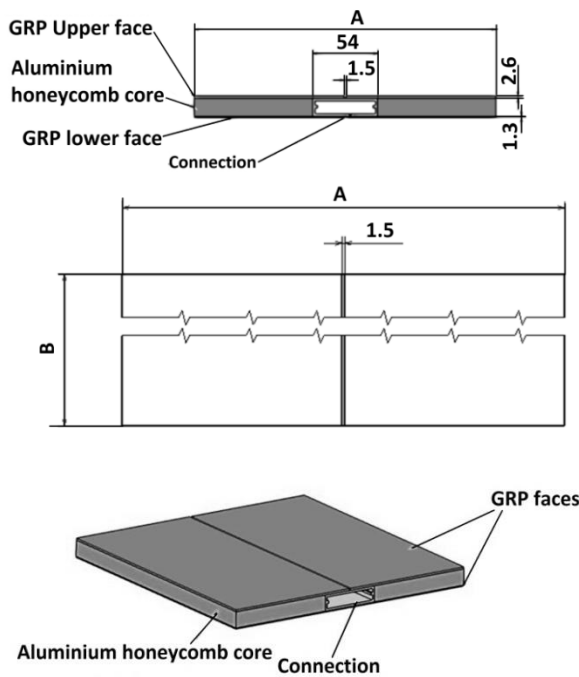 A
GRP Upper face
54
Aluminium
honeycomb core
1.5
2.6
GRP lower face
1.3
Connection
A
1.5
B
GRP faces
Aluminium honeycomb core
Connection